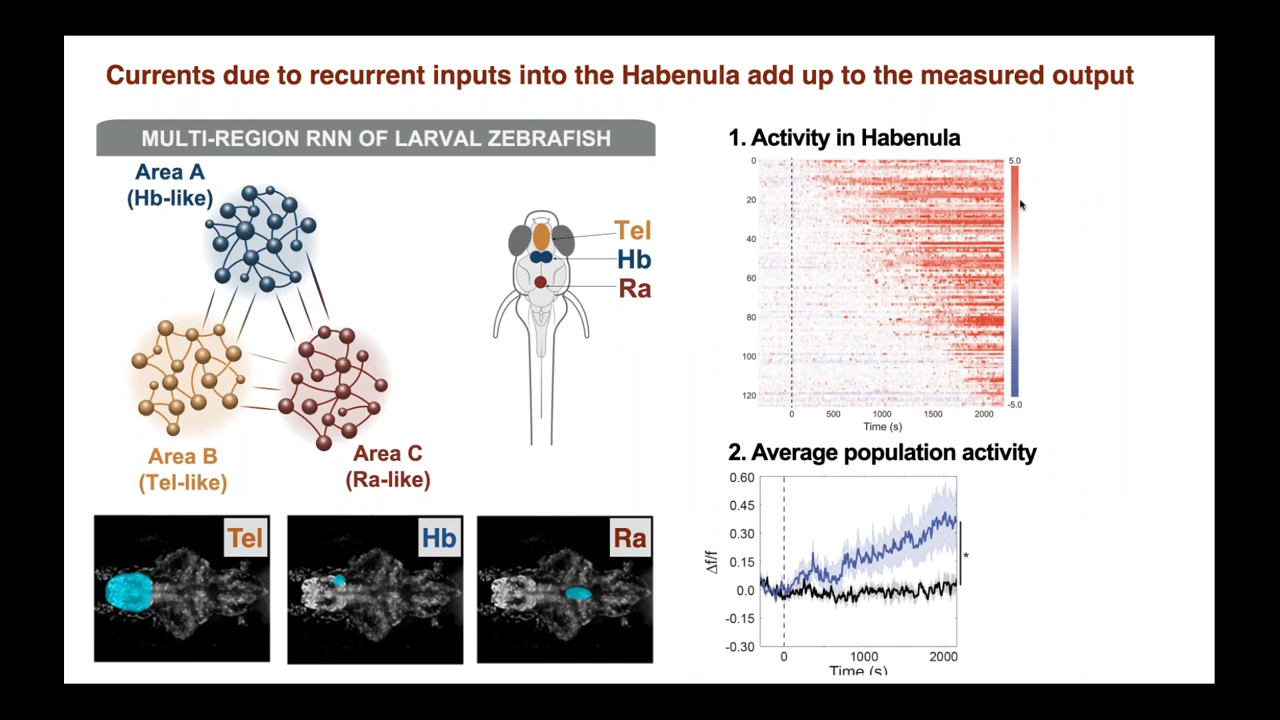 Currents due to recurrent inputs into the Habenula add up to the measured output
MULTI-REGION RNN OF LARVAL ZEBRAFISH
Area A
(Hb-like)
Area B
(Tel-like)
Area C
(Ra-like)
Tel
Hb
Ra
Tel
Hb
Ra
1. Activity in Habenula
0
20
40
60
80
100
120
0 500 1000 1500 2000
Time (s)
5.0
-5.0
2. Average population activity
0.60
0.45
0.30
0.15
0.0
-0.15
-0.30
Δf/f
*
0 1000 2000
Time (s)